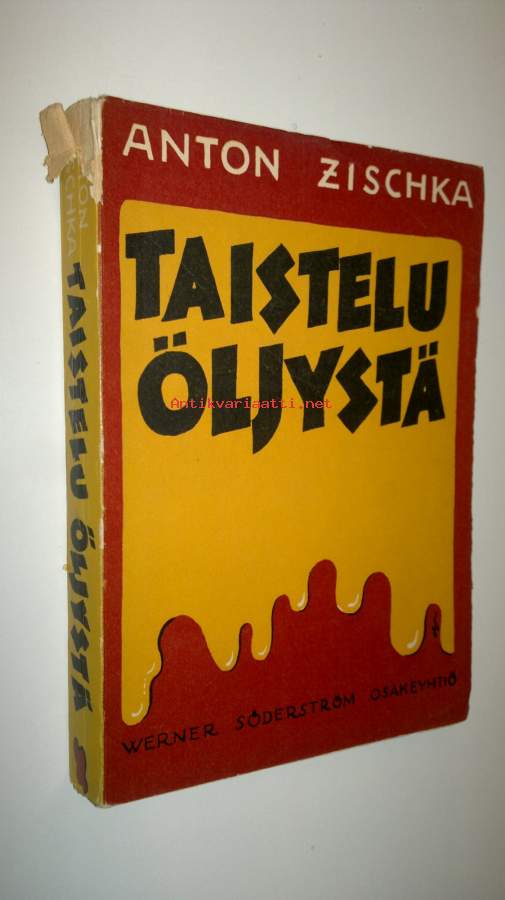 ANTON ZISCHKA
TAISTELU
ÖLJYSTÄ
Antikvariaatti.net
WERNER SÖDERSTRÖM OSAKEYHTIÖ
TAISTELU ÖLJYSTÄ